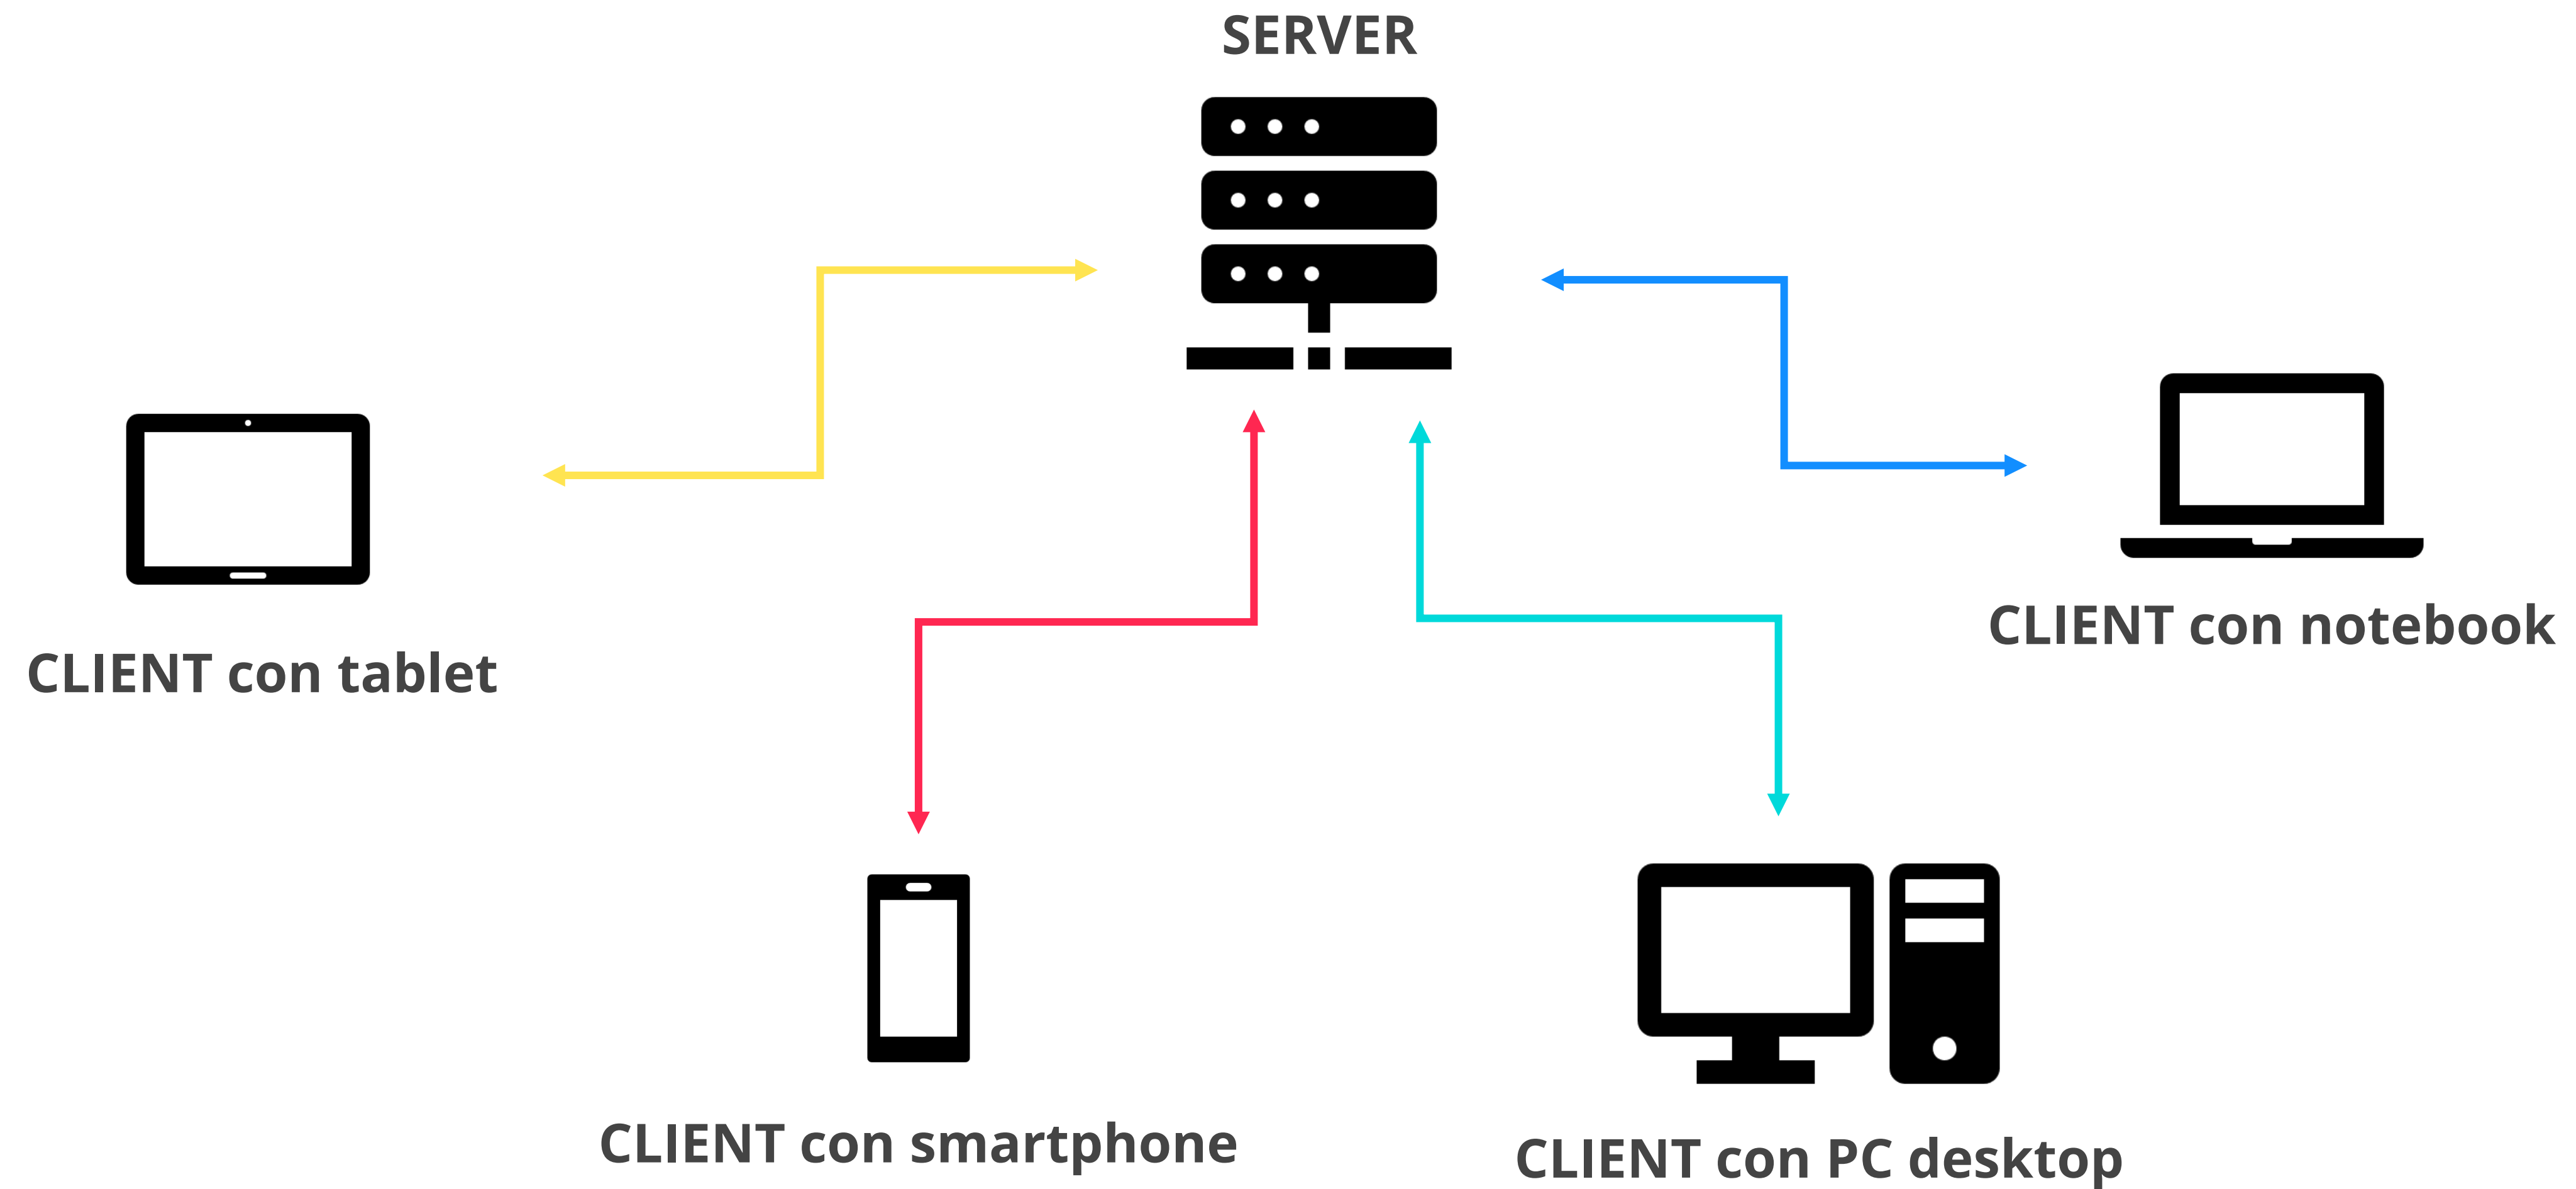 SERVER
CLIENT con tablet
CLIENT con notebook
CLIENT con smartphone
CLIENT con PC desktop